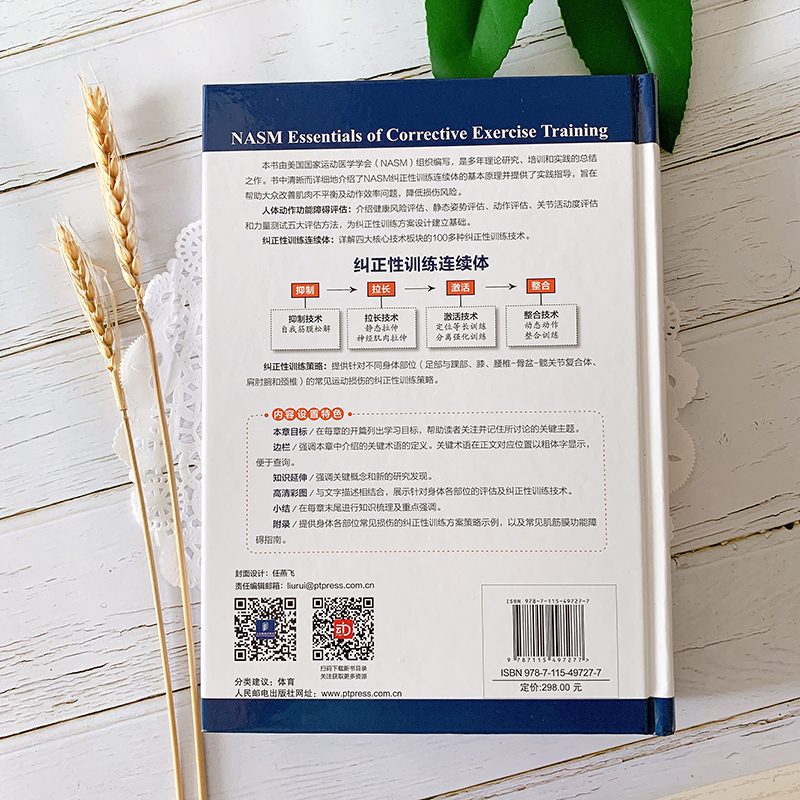 NASM Essentials of Corrective Exercise Training
本书由美国国家运动医学学会（NASM）组织编写，是多年理论研究、培训和实践的总结
之作。书中清晰而详细地介绍了NASM纠正性训练连续体的基本原理并提供了实践指导，旨在
帮助大众改善肌肉不平衡及动作效率问题，降低损伤风险。
人体动作功能障碍评估：介绍健康风险评估、静态姿势评估、动作评估、关节活动度评估
和力量测试五大评估方法，为纠正性训练方案设计建立基础。
纠正性训练连续体：详解四大核心技术板块的100多种纠正性训练技术。
纠正性训练连续体
抑制 拉长 激活 整合
抑制技术
自我筋膜松解
拉长技术
静态拉伸
神经肌肉拉伸
激活技术
定位等长训练
分离强化训练
整合技术
动态动作
整合训练
纠正性训练策略：提供针对不同身体部位（足部与踝部、膝、腰椎-骨盆-髋关节复合体、
肩肘腕和颈椎）的常见运动损伤的纠正性训练策略。
内容设置特色
本章目标 / 在每章的开篇列出学习目标，帮助读者关注并记住所讨论的关键主题。
边栏 / 强调本章中介绍的关键术语的定义。关键术语在正文对应位置以粗体字显示，
便于查询。
知识延伸 / 强调关键概念和新的研究发现。
高清彩图 / 与文字描述相结合，展示针对身体各部位的评估及纠正性训练技术。
小结 / 在每章末尾进行知识梳理及重点强调。
附录 / 提供身体各部位常见损伤的纠正性训练方案策略示例，以及常见肌筋膜功能障
碍指南。
封面设计：任燕飞
责任编辑邮箱：liurui@ptpress.com.cn
扫码下载新书目录
关注获取更多资源
分类建议：体育
人民邮电出版社网址：www.ptpress.com.cn
ISBN 978-7-115-49727-7
9 787115 497277>
ISBN 978-7-115-49727-7
定价:298.00 元